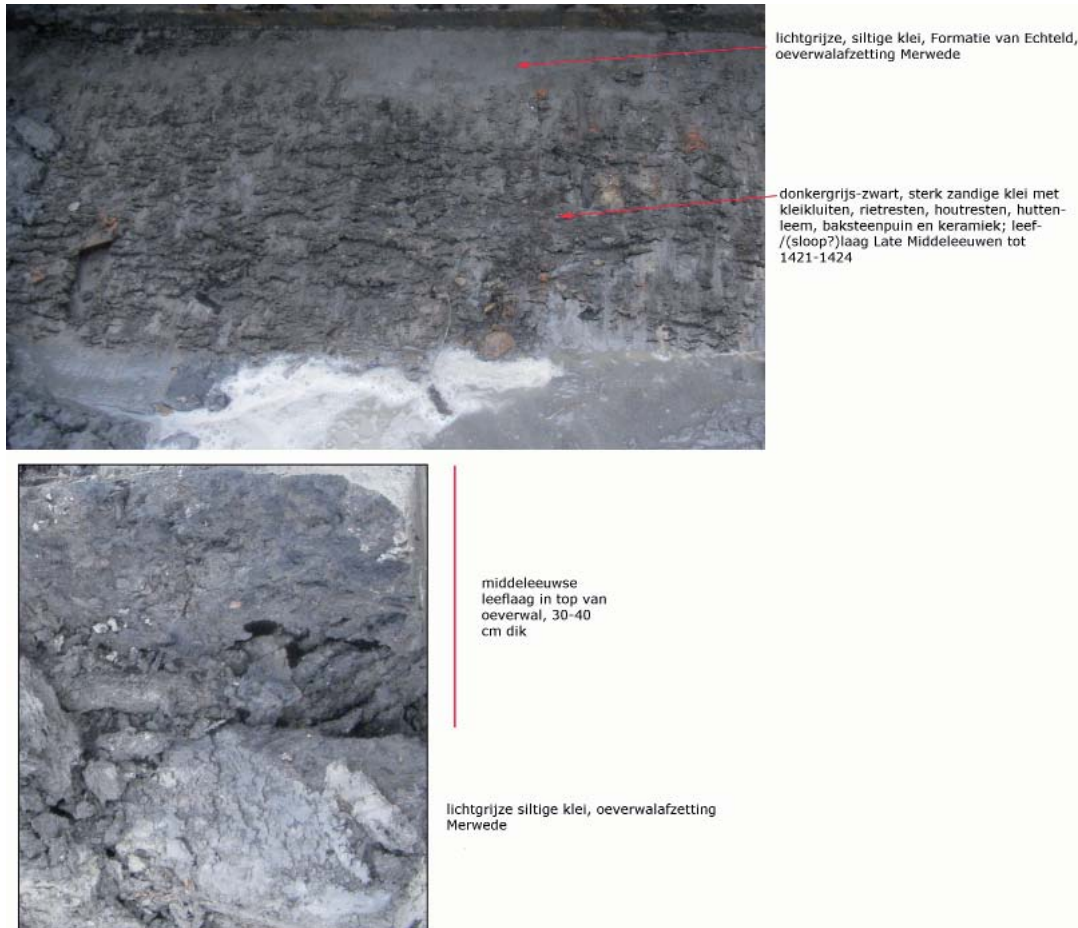 lichtgrijze, siltige klei, Formatie van Echteld,
oeverwalafzetting Merwede
donkergrijs-zwart, sterk zandige klei met
kleikluiten, rietresten, houtresten, hutten-
leem, baksteenpuin en keramiek; leef-
/(sloop?)laag Late Middeleeuwen tot
1421-1424
middeleeuwse
leeflaag in top van
oeverwal, 30-40
cm dik
lichtgrijze siltige klei, oeverwalafzetting
Merwede